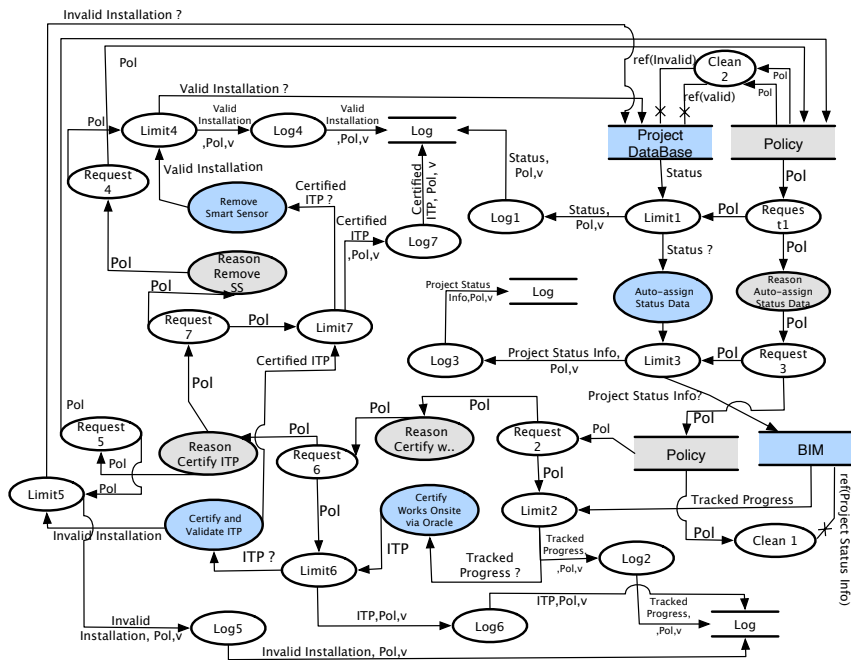 Invalid Installation ?
Pol
ref(Invalid)
Clean
2
Pol
Pol
ref(valid)
Valid Installation ?
Valid
Installation
,Pol,v
Valid
Installation
,Pol,v
Pol
Limit4
Log4
Log
Project
DataBase
Policy
Request
4
Valid Installation
Status,
Pol,v
Status
Pol
Remove
Smart Sensor
Certified
ITP ?
Certified
ITP, Pol, v
Certified
ITP
,Pol,v
Log7
Log1
Status,
Pol,v
Limit1
Pol
Reque
st1
Pol
Reason
Remove
SS
Status ?
Pol
Pol
Project Status
Info,Pol,v
Log
Auto-assign
Status Data
Reason
Auto-assign
Status Data
Request
7
Pol
Limit7
Pol
Certified ITP
Log3
Project Status Info,
Pol,v
Limit3
Pol
Request
3
Pol
Project Status Info?
Pol
Pol
Request
5
Pol
Pol
Reason
Certify ITP
Pol
Request
6
Pol
Reason
Certify w..
Pol
Request
2
Pol
Policy
BIM
Pol
Limit5
Pol
Certify and
Validate ITP
Pol
Certify
Works Onsite
via Oracle
Limit2
Tracked Progress
ref(Project Status Info)
Invalid Installation
ITP ?
ITP
Limit6
Tracked
Progress ?
Tracked
Progress
,Pol,v
Log2
Pol
Clean 1
Invalid
Installation, Pol,v
Log5
ITP,Pol,v
Log6
ITP,Pol,v
Tracked
Progress,
,Pol,v
Log
Invalid Installation, Pol,v